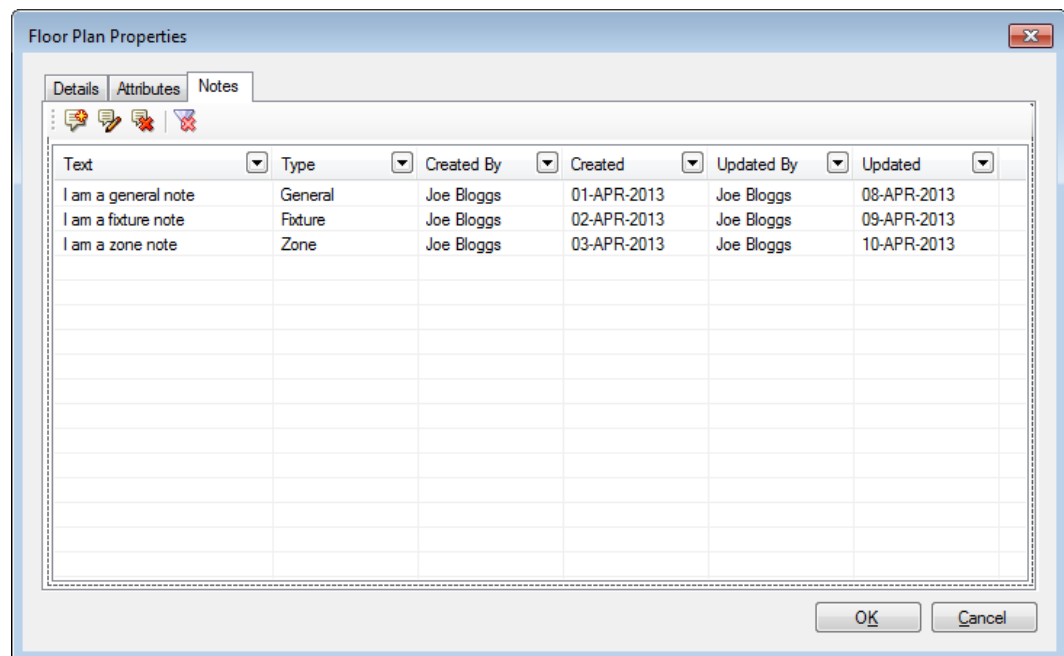 Floor Plan Properties
Details Attributes Notes
Text Type Created By Created Updated By Updated
I am a general note General Joe Bloggs 01-APR-2013 Joe Bloggs 08-APR-2013
I am a fixture note Fixture Joe Bloggs 02-APR-2013 Joe Bloggs 09-APR-2013
I am a zone note Zone Joe Bloggs 03-APR-2013 Joe Bloggs 10-APR-2013
OK Cancel